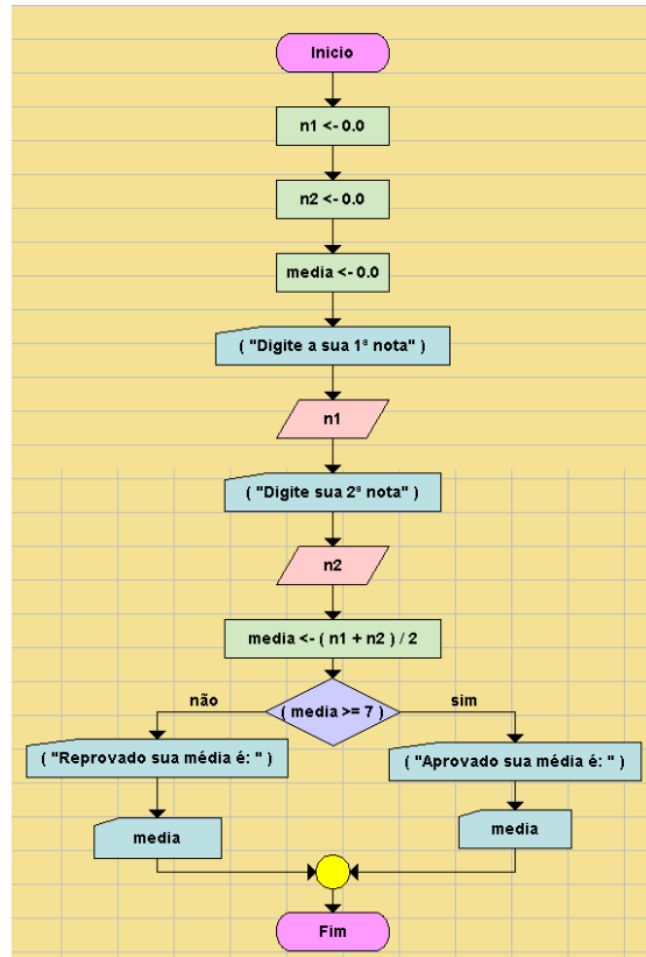 Inicio
n1 <- 0.0
n2 <- 0.0
media <- 0.0
( "Digite a sua 1ª nota" )
n1
( "Digite sua 2ª nota" )
n2
media <- ( n1 + n2 ) / 2
não
( media >= 7 )
sim
( "Reprovado sua média é: " )
( "Aprovado sua média é: " )
media
media
Fim